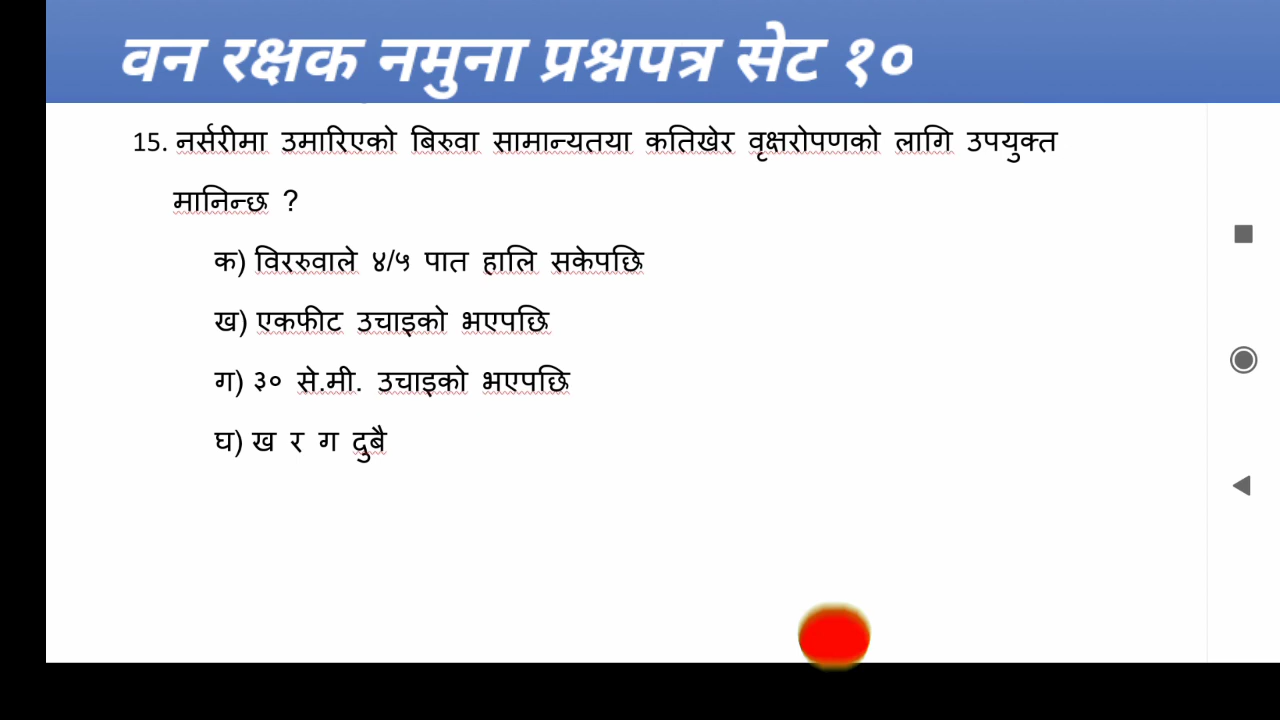 वन रक्षक नमुना प्रश्नपत्र सेट १०
15. नर्सरीमा उमारिएको बिरुवा सामान्यतया कतिखेर वृक्षरोपणको लागि उपयुक्त
मानिन्छ ?
क) विररुवाले ४/५ पात हालि सकेपछि
ख) एकफीट उचाइको भएपछि
ग) ३० से.मी. उचाइको भएपछि
घ) ख र ग दुबै